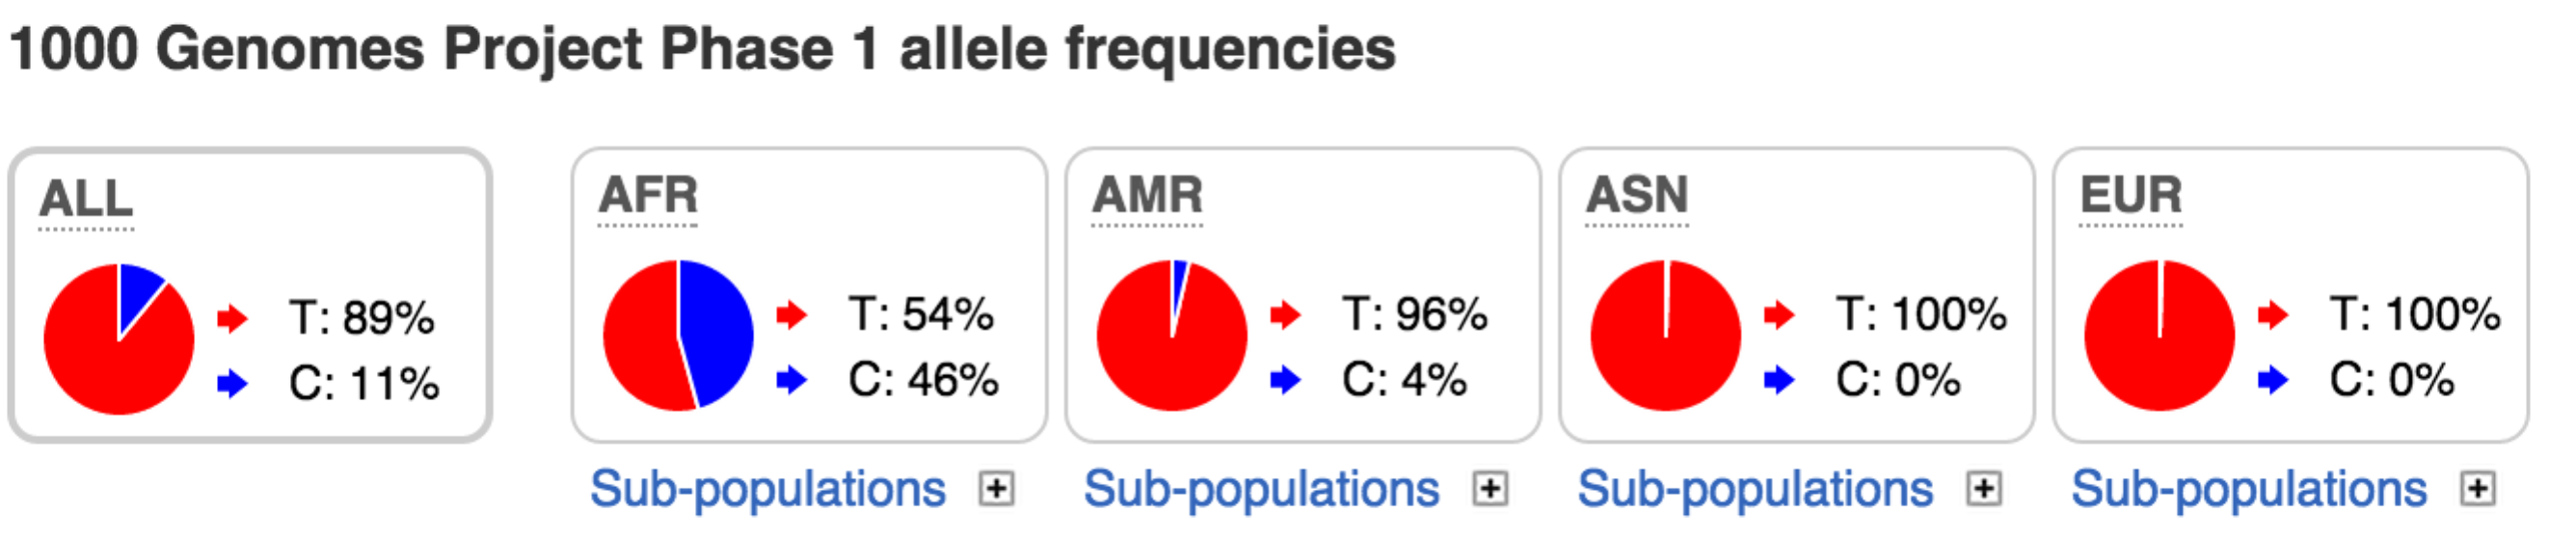 1000 Genomes Project Phase 1 allele frequencies
ALL
T: 89%
C: 11%
AFR
T: 54%
C: 46%
Sub-populations
AMR
T: 96%
C: 4%
Sub-populations
ASN
T: 100%
C: 0%
Sub-populations
EUR
T: 100%
C: 0%
Sub-populations